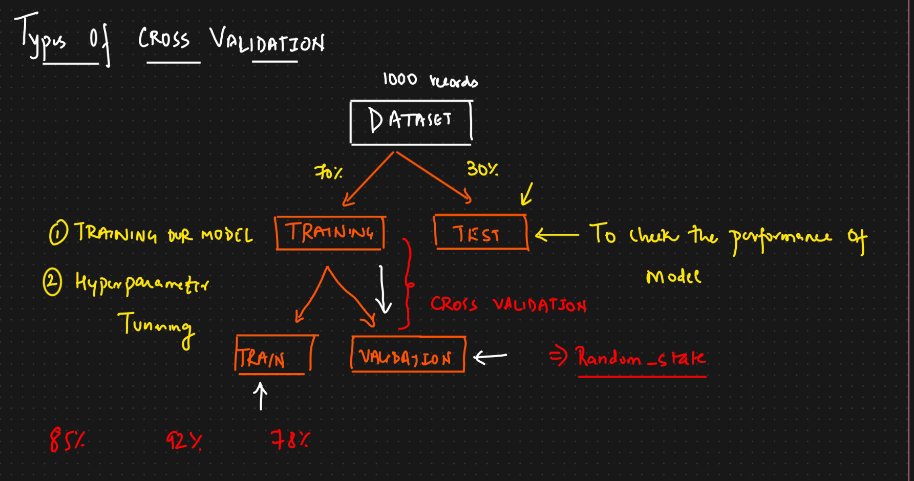 Types Of CROSS VALIDATION
1000 records
DATASET
70%
30%
① TRAINING OUR MODEL
TRAINING
TEST
To check the performance of
model
② Hyperparameter
Tunning
CROSS VALIDATION
TRAIN
VALIDATION
⇒ Random_state
85%
92%
78%